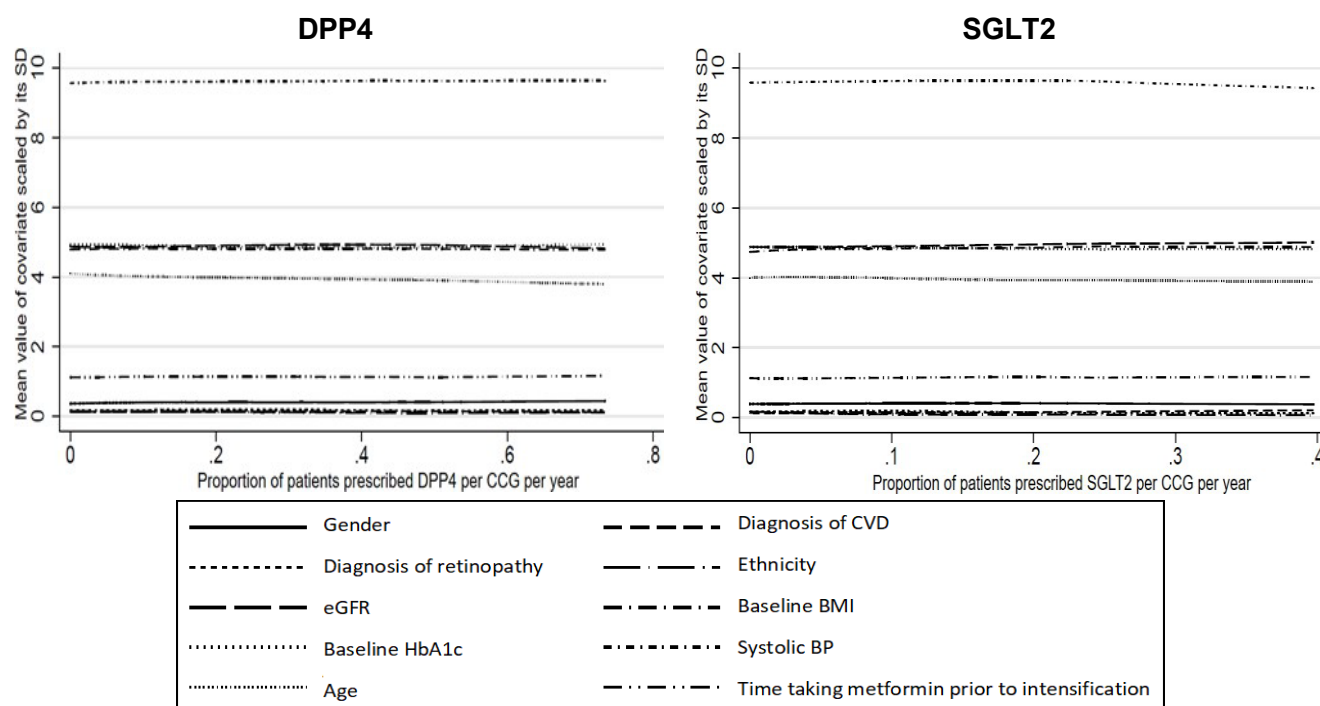 DPP4
SGLT2
Mean value of covariate scaled by its SD
10
8
6
4
2
0
0
.2
.4
.6
.8
Proportion of patients prescribed DPP4 per CCG per year
Mean value of covariate scaled by its SD
10
8
6
4
2
0
0
.1
.2
.3
.4
Proportion of patients prescribed SGLT2 per CCG per year
Gender
Diagnosis of CVD
Diagnosis of retinopathy
Ethnicity
eGFR
Baseline BMI
Baseline HbA1c
Systolic BP
Age
Time taking metformin prior to intensification